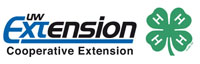 UW
Extension
Cooperative Extension
H H
H H